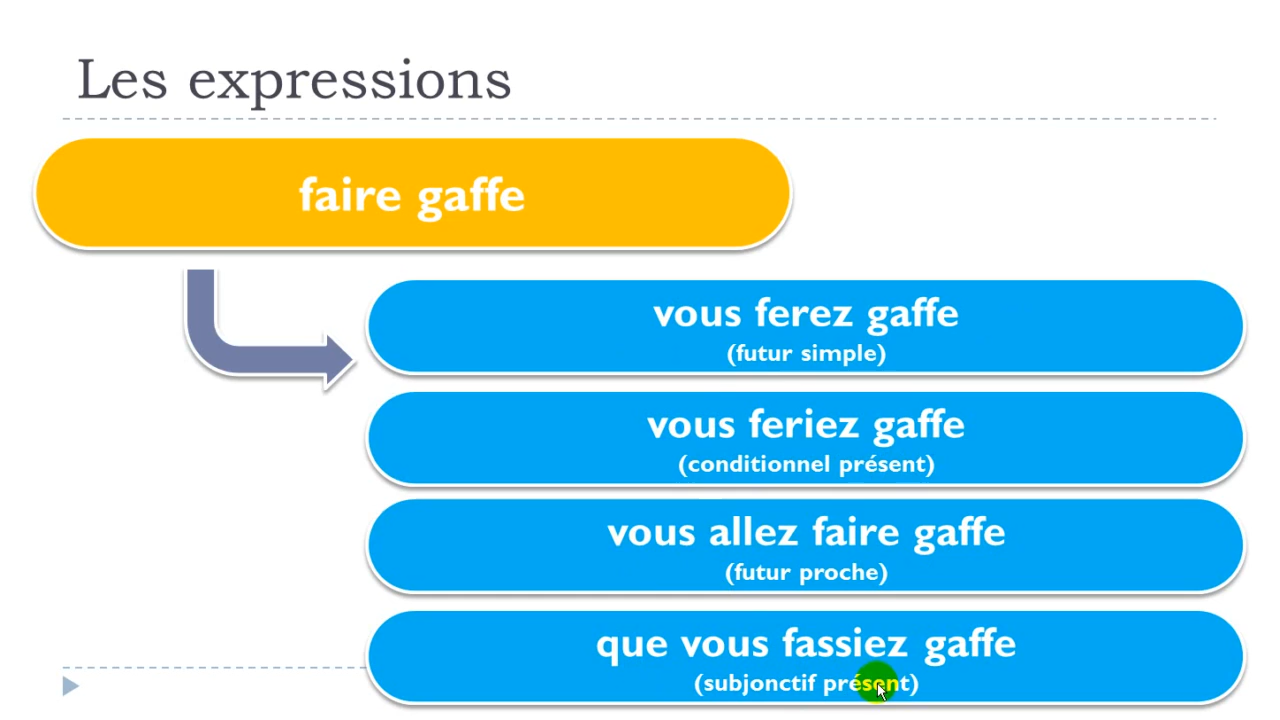 Les expressions
faire gaffe
vous ferez gaffe
(futur simple)
vous feriez gaffe
(conditionnel présent)
vous allez faire gaffe
(futur proche)
que vous fassiez gaffe
(subjonctif présent)